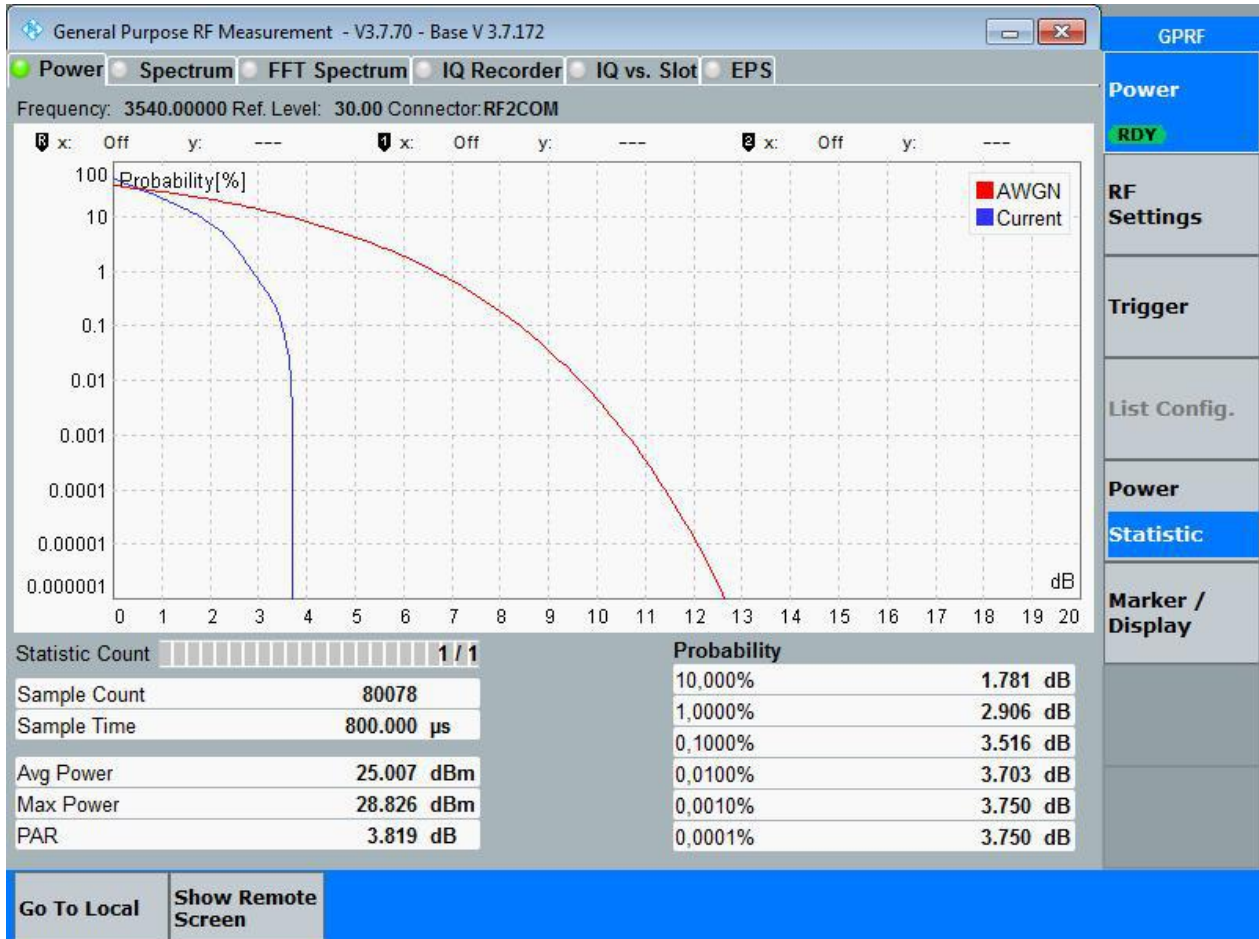 General Purpose RF Measurement - V3.7.70 - Base V 3.7.172
GPRF
Power Spectrum FFT Spectrum IQ Recorder IQ vs. Slot EPS
Power
RDY
Frequency: 3540.00000 Ref. Level: 30.00 Connector: RF2COM
R x: Off y: --- 1 x: Off y: --- 2 x: Off y: ---
100 Probability[%]
AWGN
Current
10
1
0.1
0.01
0.001
0.0001
0.00001
0.000001
dB
0 1 2 3 4 5 6 7 8 9 10 11 12 13 14 15 16 17 18 19 20
RF
Settings
Trigger
List Config.
Power
Statistic
Marker /
Display
Statistic Count 1 / 1
Sample Count 80078
Sample Time 800.000 µs
Avg Power 25.007 dBm
Max Power 28.826 dBm
PAR 3.819 dB
Probability
10,000% 1.781 dB
1,0000% 2.906 dB
0,1000% 3.516 dB
0,0100% 3.703 dB
0,0010% 3.750 dB
0,0001% 3.750 dB
Go To Local
Show Remote
Screen